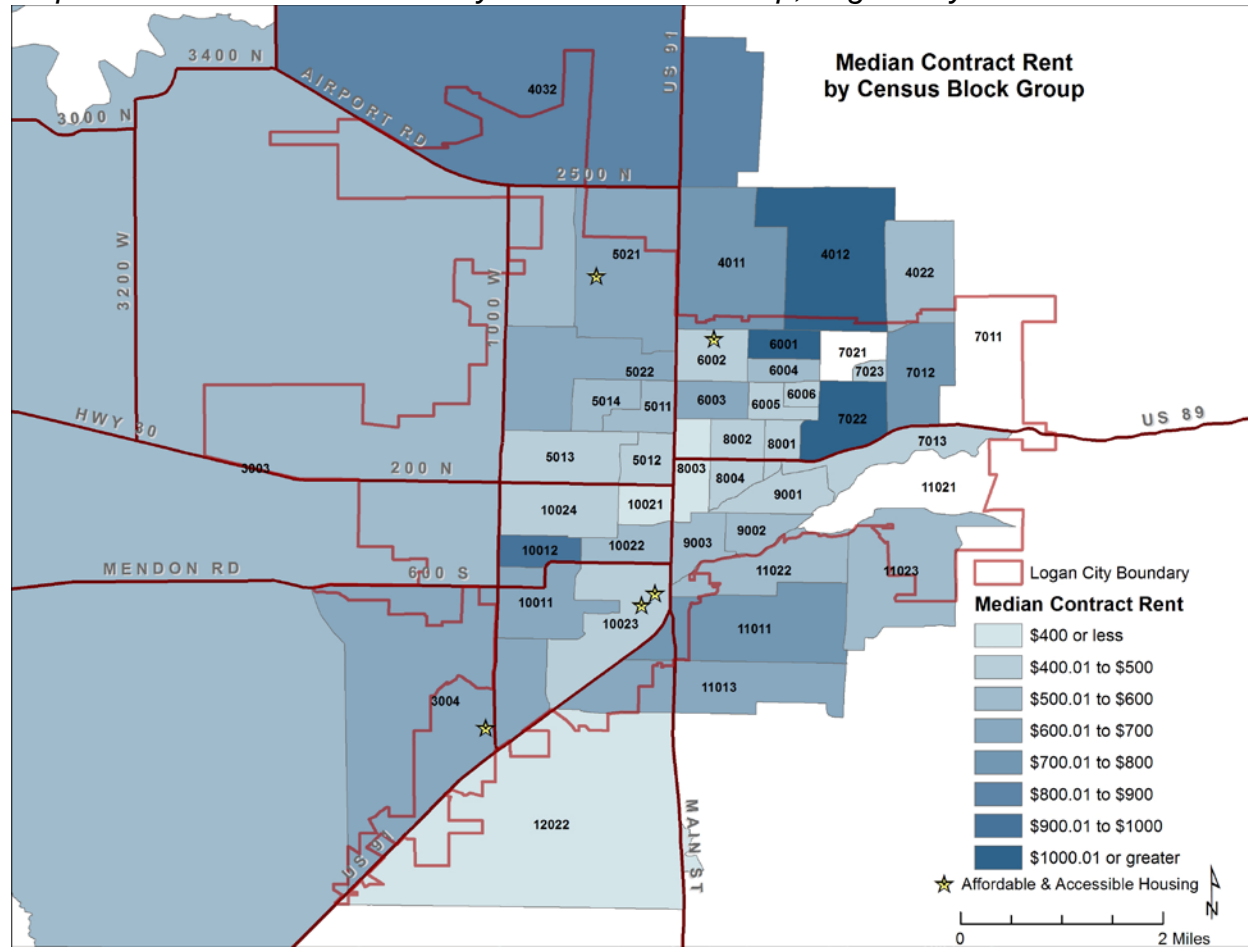 3400 N
AIRPORT RD
US 91
4032
Median Contract Rent
by Census Block Group
3000 N
2500 N
3200 W
1000 W
5021
4011
4012
4022
7011
6001
7021
6002
7023
7012
6004
5022
6006
5014
5011
6003
6005
7022
US 89
HWY 30
8002
8001
7013
5013
5012
3003
200 N
8003
8004
11021
9001
10021
10024
9002
10022
9003
10012
MENDON RD
600 S
11022
11023
Logan City Boundary
10011
Median Contract Rent
10023
11011
$400 or less
$400.01 to $500
11013
$500.01 to $600
3004
$600.01 to $700
$700.01 to $800
$800.01 to $900
12022
MAIN ST
$900.01 to $1000
US 91
$1000.01 or greater
Affordable & Accessible Housing
N
0 2 Miles